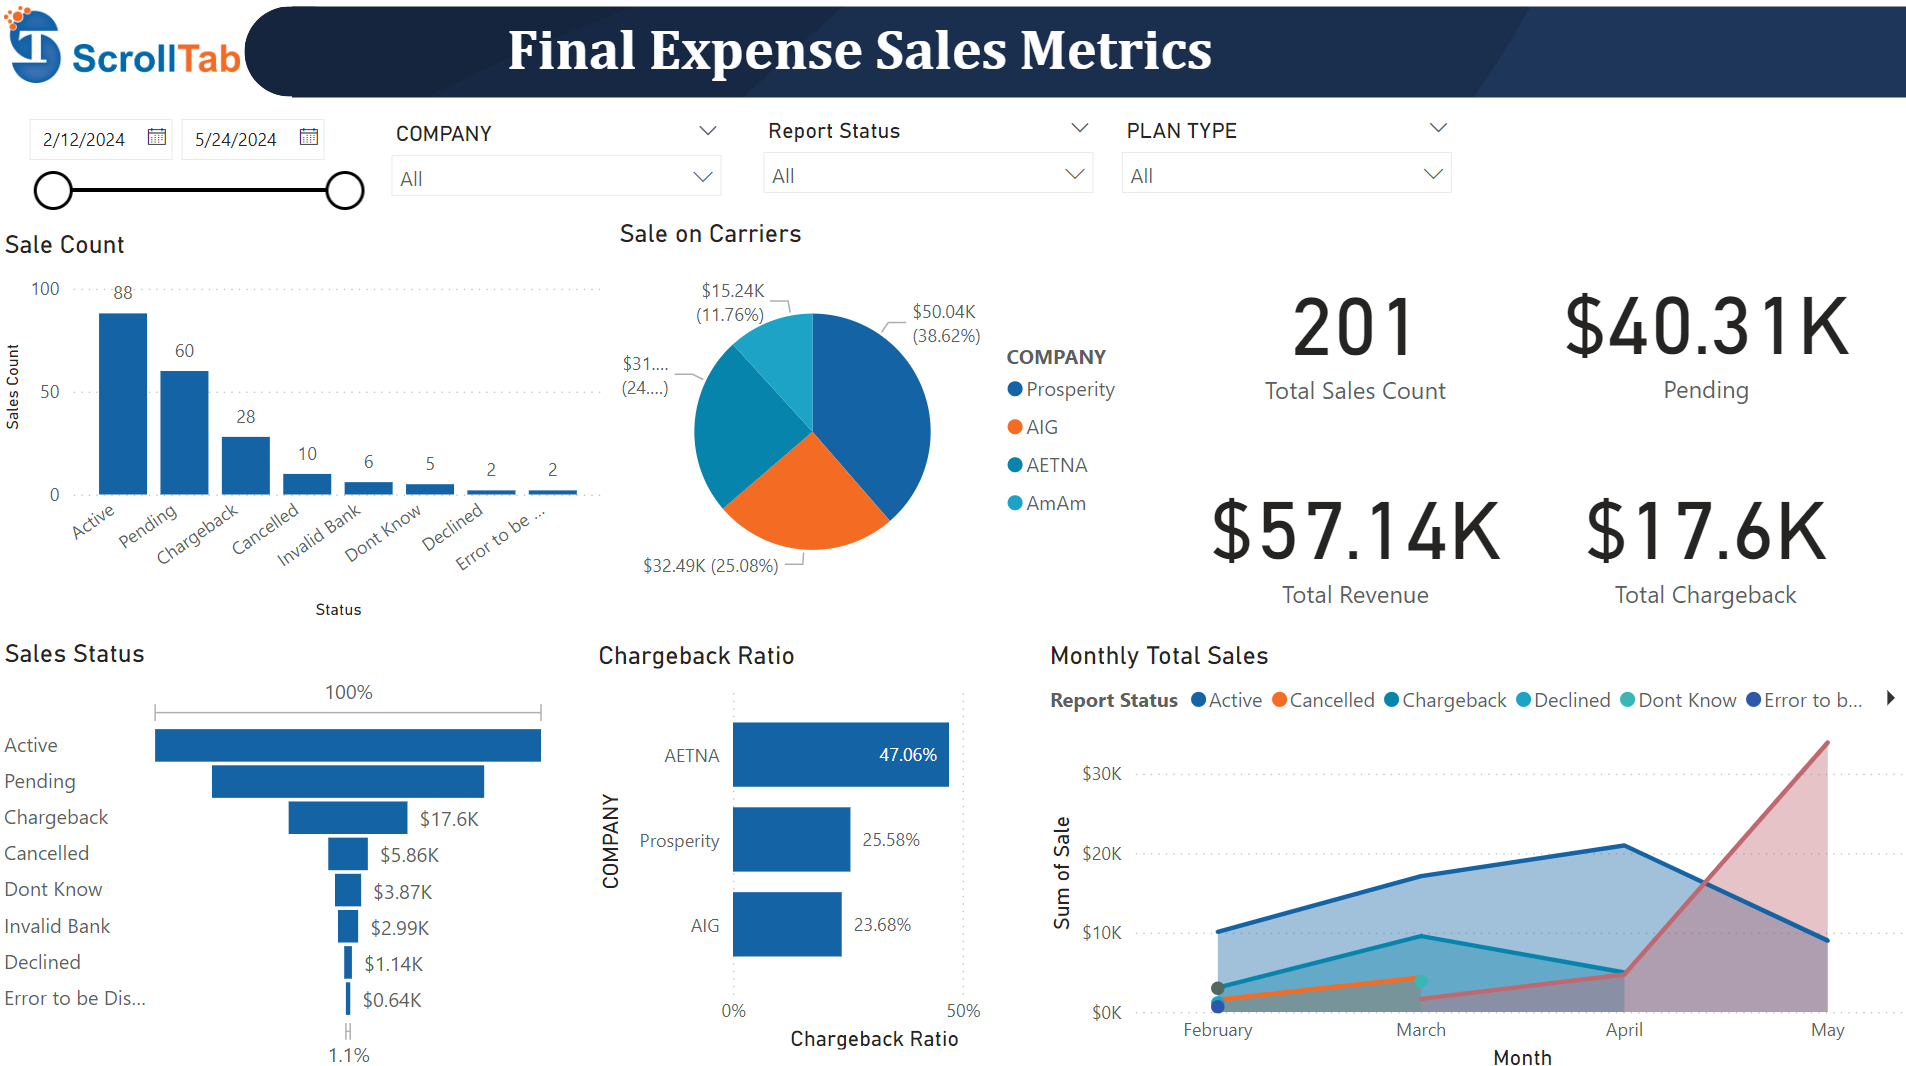 ScrollTab
Final Expense Sales Metrics
2/12/2024
5/24/2024
COMPANY
All
Report Status
All
PLAN TYPE
All
Sale Count
Sales Count
100
50
0
88
60
28
10
6
5
2
2
Active
Pending
Chargeback
Cancelled
Invalid Bank
Dont Know
Declined
Error to be ...
Status
Sale on Carriers
$15.24K
(11.76%)
$50.04K
(38.62%)
$31....
(24....)
$32.49K (25.08%)
COMPANY
Prosperity
AIG
AETNA
AmAm
201
Total Sales Count
$40.31K
Pending
$57.14K
Total Revenue
$17.6K
Total Chargeback
Sales Status
100%
Active
Pending
Chargeback
$17.6K
Cancelled
$5.86K
Dont Know
$3.87K
Invalid Bank
$2.99K
Declined
$1.14K
Error to be Dis...
$0.64K
1.1%
Chargeback Ratio
COMPANY
AETNA
47.06%
Prosperity
25.58%
AIG
23.68%
0%
50%
Chargeback Ratio
Monthly Total Sales
Report Status
Active
Cancelled
Chargeback
Declined
Dont Know
Error to b...
Sum of Sale
$30K
$20K
$10K
$0K
February
March
April
May
Month